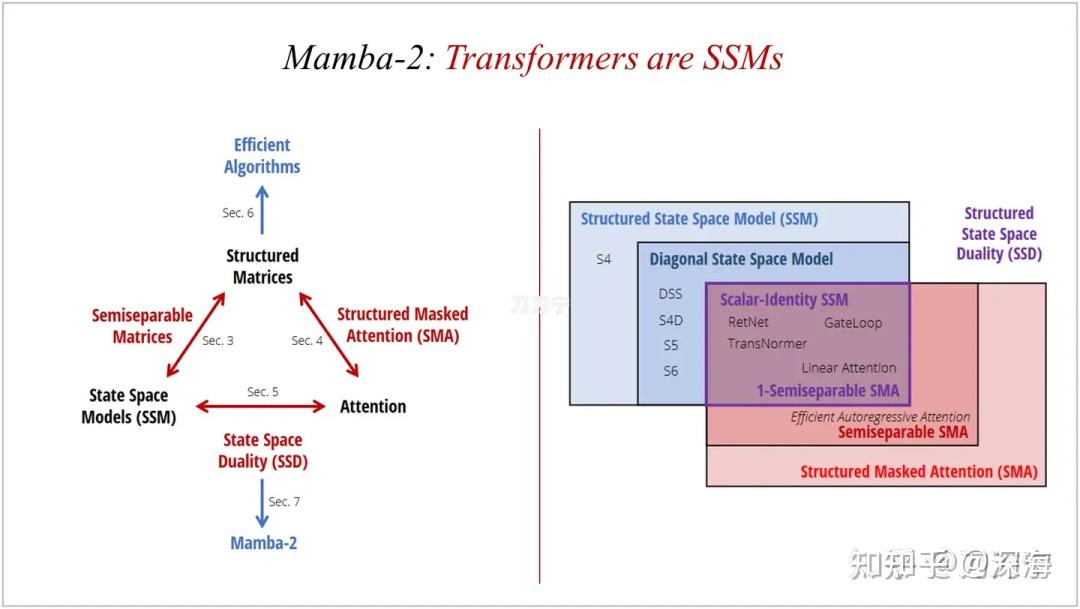 Mamba-2: Transformers are SSMs
Efficient
Algorithms
Sec. 6
Structured
Matrices
Semiseparable
Matrices
Sec. 3
Sec. 4
Structured Masked
Attention (SMA)
State Space
Models (SSM)
Sec. 5
Attention
State Space
Duality (SSD)
Sec. 7
Mamba-2
Structured State Space Model (SSM)
S4
Diagonal State Space Model
DSS
S4D
S5
S6
Scalar-Identity SSM
RetNet
GateLoop
TransNormer
Linear Attention
1-Semiseparable SMA
Efficient Autoregressive Attention
Semiseparable SMA
Structured Masked Attention (SMA)
Structured
State Space
Duality (SSD)
知乎 @深海